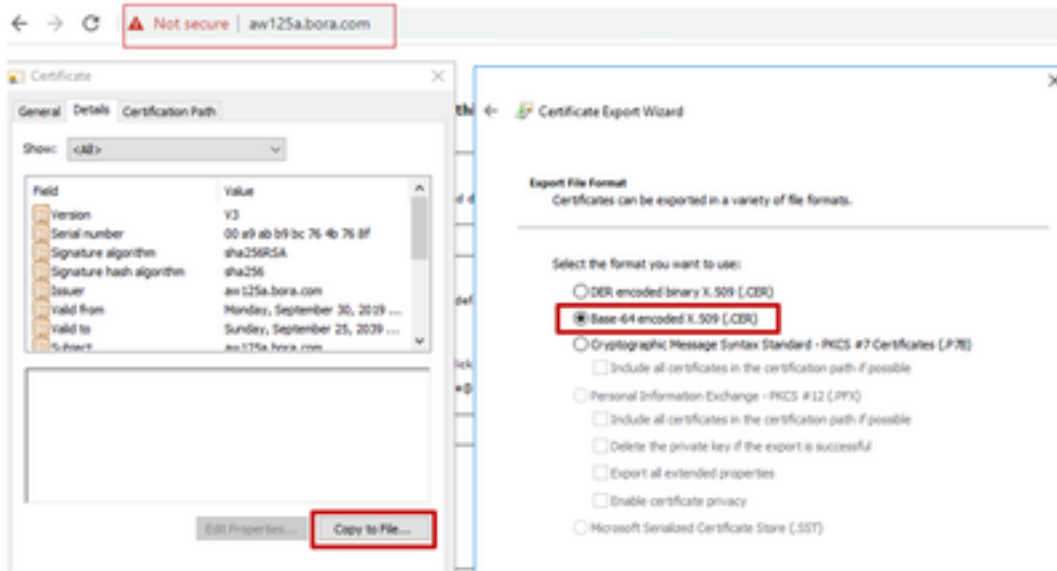 Not secure | aw125a.bora.com
Certificate
General Details Certification Path
Show: <All>
Field Value
Version V3
Serial number 00 a9 ab b9 bc 76 4b 76 8f
Signature algorithm sha256RSA
Signature hash algorithm sha256
Issuer aw125a.bora.com
Valid from Monday, September 30, 2019 ...
Valid to Sunday, September 25, 2039 ...
Subject aw125a.bora.com
Edit Properties...
Copy to File...
Certificate Export Wizard
Export File Format
Certificates can be exported in a variety of file formats.
Select the format you want to use:
DER encoded binary X.509 (.CER)
Base-64 encoded X.509 (.CER)
Cryptographic Message Syntax Standard - PKCS #7 Certificates (.P7B)
Include all certificates in the certification path if possible
Personal Information Exchange - PKCS #12 (.PFX)
Include all certificates in the certification path if possible
Delete the private key if the export is successful
Export all extended properties
Enable certificate privacy
Microsoft Serialized Certificate Store (.SST)